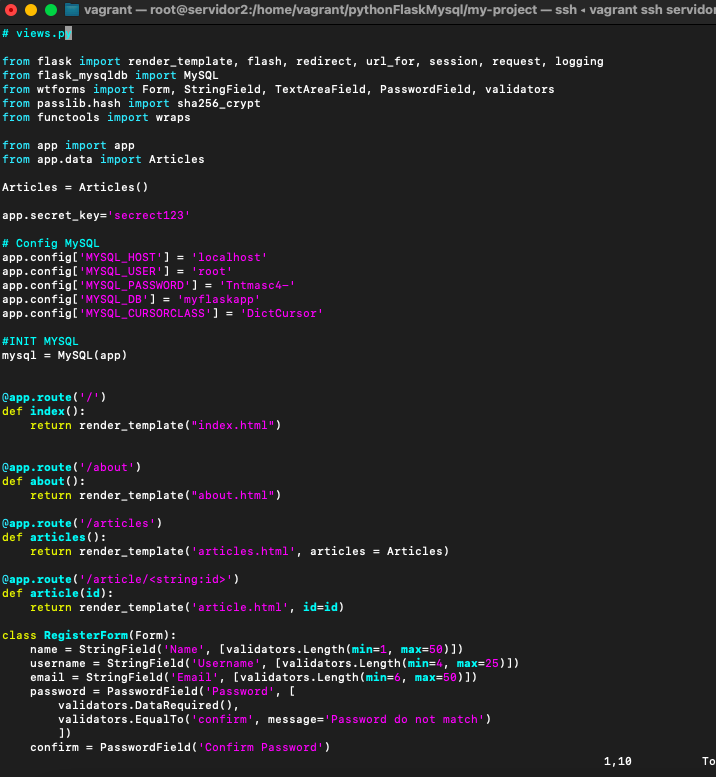 vagrant — root@servidor2:/home/vagrant/pythonFlaskMysql/my-project — ssh ◂ vagrant ssh servidor
# views.py
from flask import render_template, flash, redirect, url_for, session, request, logging
from flask_mysqldb import MySQL
from wtforms import Form, StringField, TextAreaField, PasswordField, validators
from passlib.hash import sha256_crypt
from functools import wraps
from app import app
from app.data import Articles
Articles = Articles()
app.secret_key='secrect123'
# Config MySQL
app.config['MYSQL_HOST'] = 'localhost'
app.config['MYSQL_USER'] = 'root'
app.config['MYSQL_PASSWORD'] = 'Tntmasc4-'
app.config['MYSQL_DB'] = 'myflaskapp'
app.config['MYSQL_CURSORCLASS'] = 'DictCursor'
#INIT MYSQL
mysql = MySQL(app)
@app.route('/')
def index():
    return render_template("index.html")
@app.route('/about')
def about():
    return render_template("about.html")
@app.route('/articles')
def articles():
    return render_template('articles.html', articles = Articles)
@app.route('/article/<string:id>')
def article(id):
    return render_template('article.html', id=id)
class RegisterForm(Form):
    name = StringField('Name', [validators.Length(min=1, max=50)])
    username = StringField('Username', [validators.Length(min=4, max=25)])
    email = StringField('Email', [validators.Length(min=6, max=50)])
    password = PasswordField('Password', [
        validators.DataRequired(),
        validators.EqualTo('confirm', message='Password do not match')
        ])
    confirm = PasswordField('Confirm Password')
1,10 To